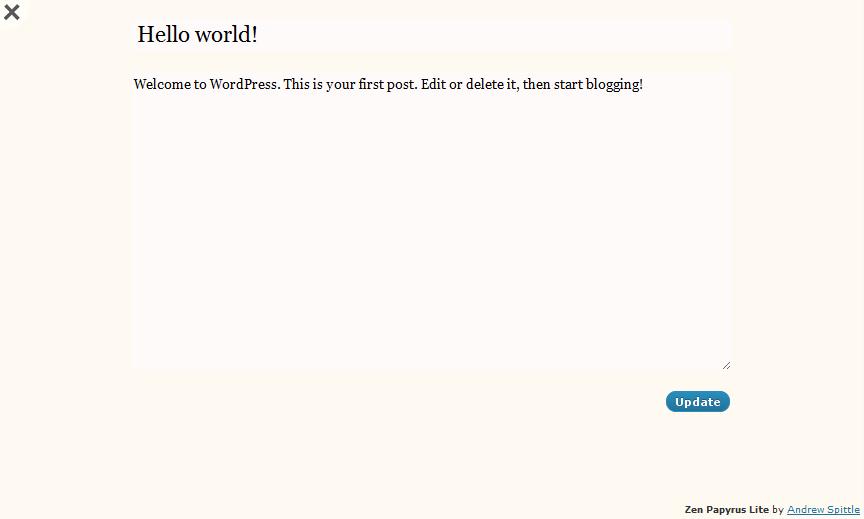 Hello world!
Welcome to WordPress. This is your first post. Edit or delete it, then start blogging!
Update
Zen Papyrus Lite by Andrew Spittle